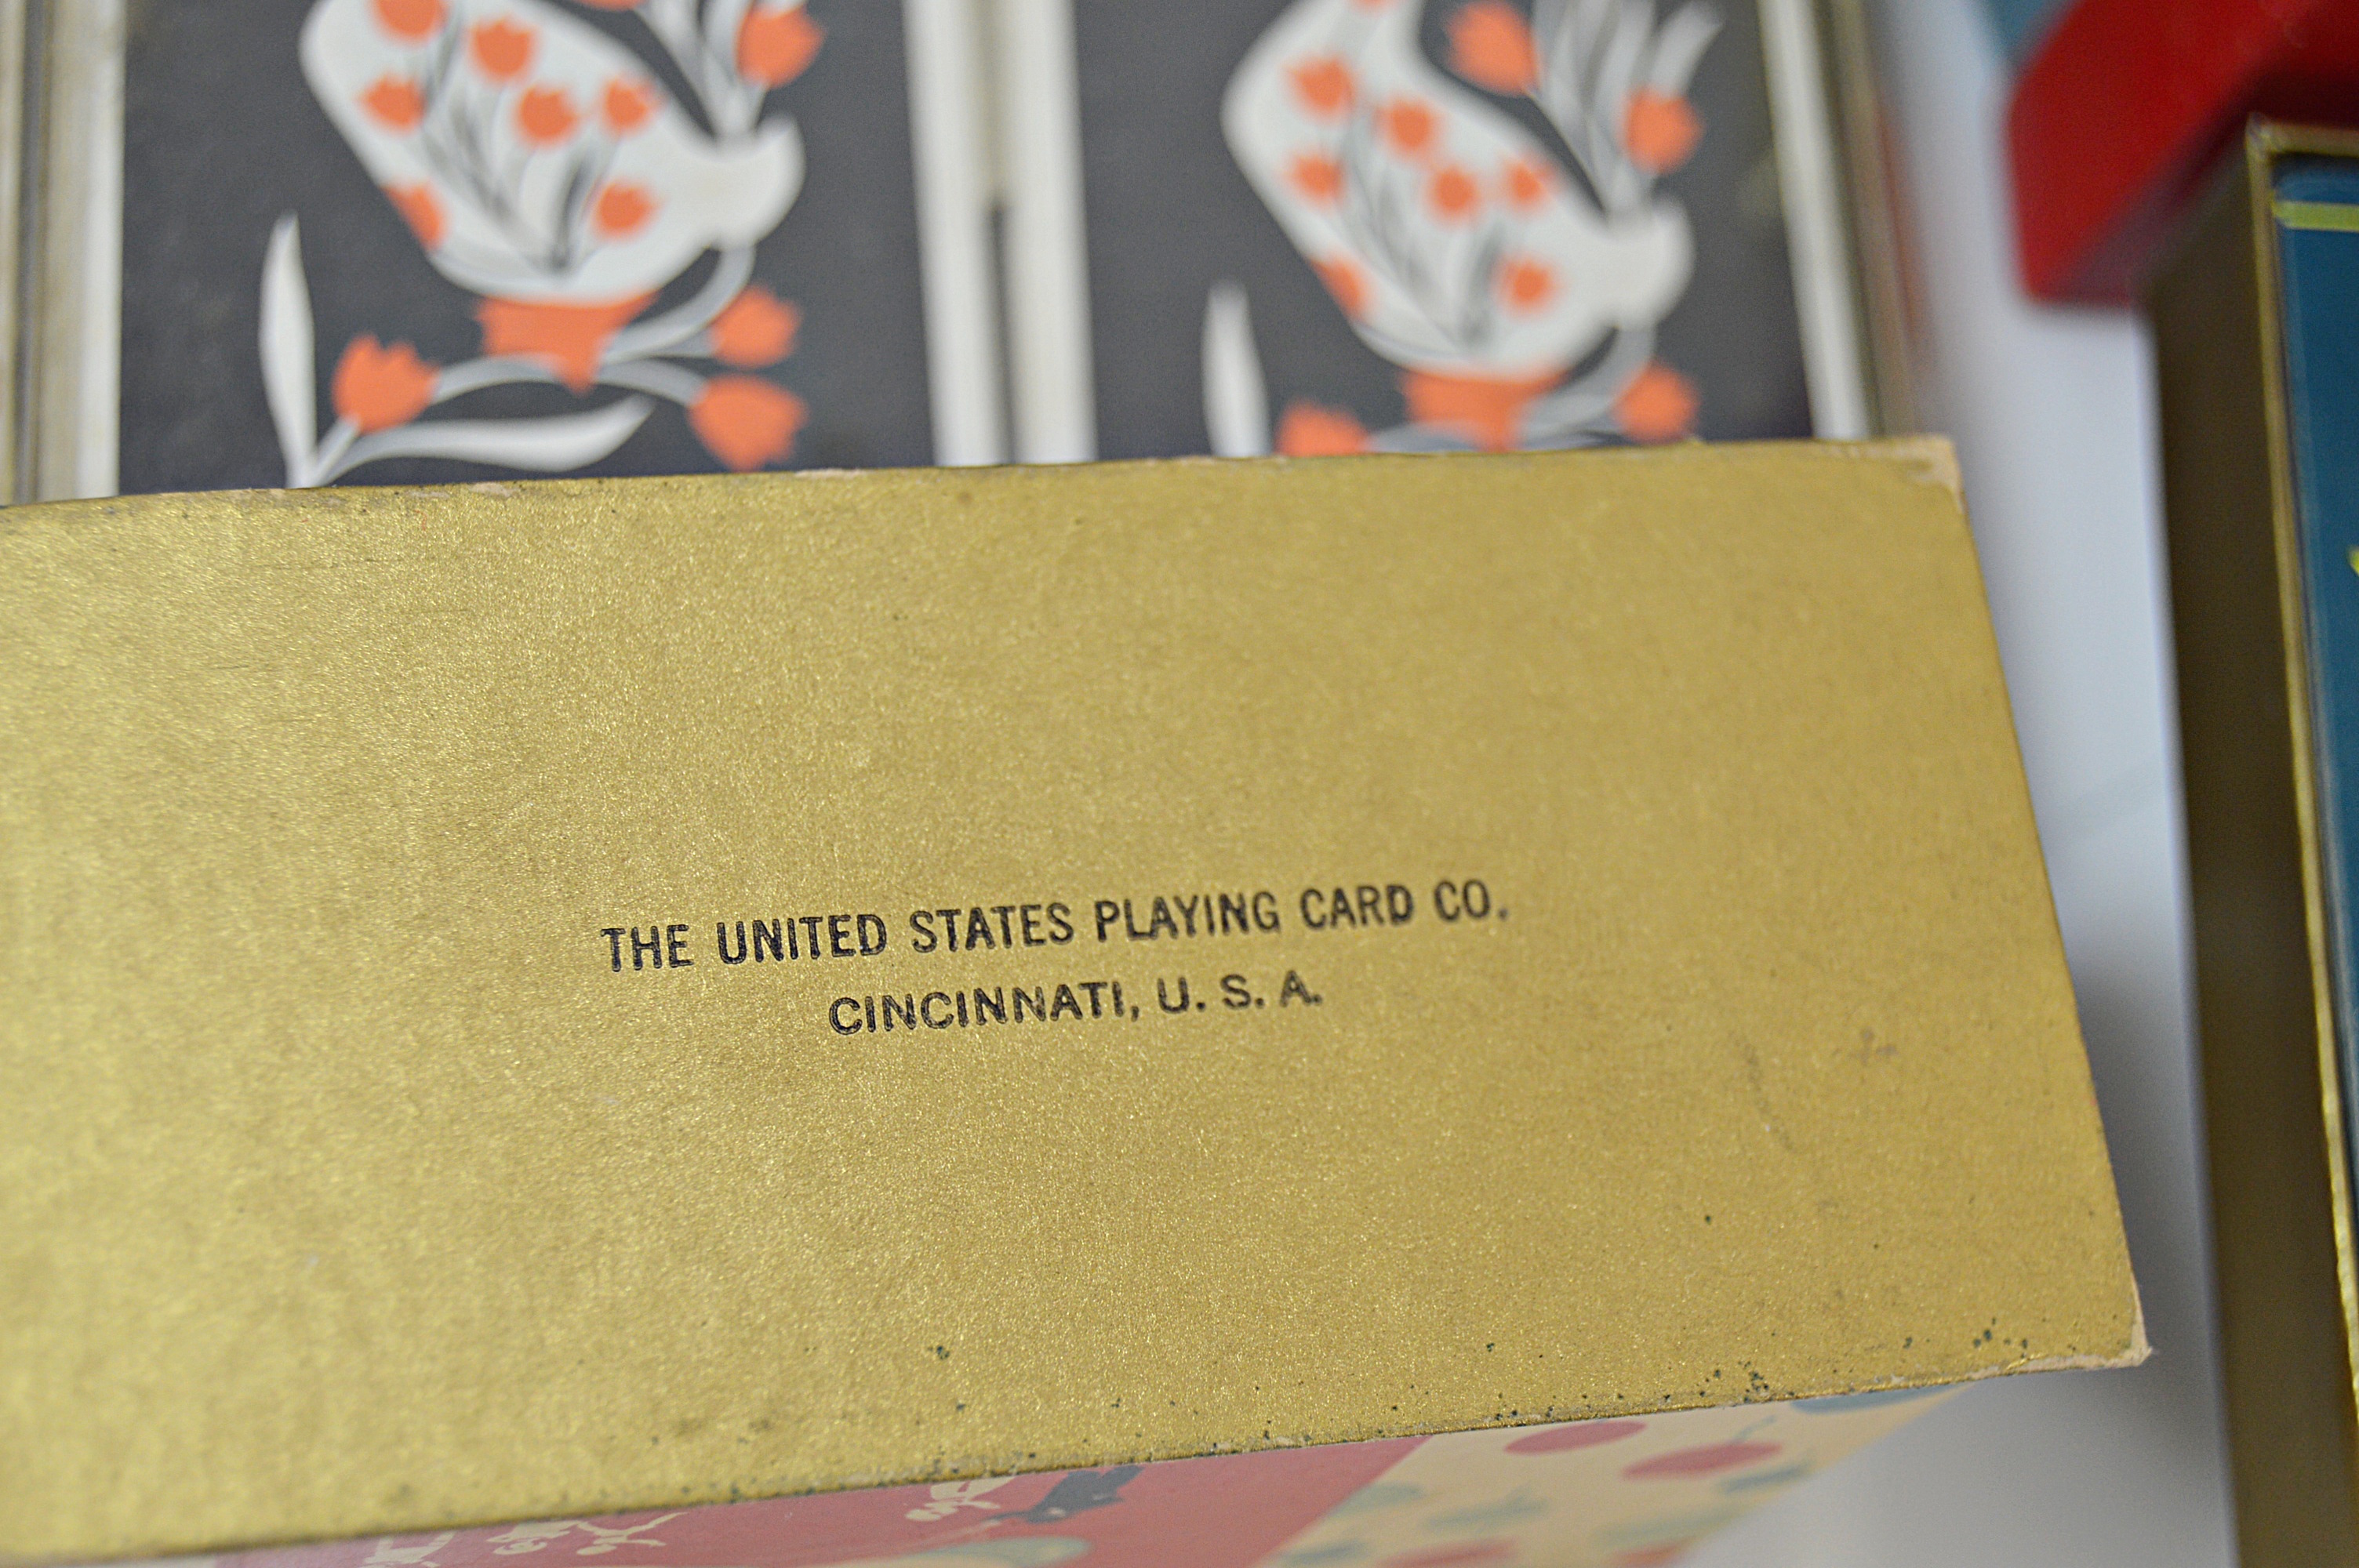 THE UNITED STATES PLAYING CARD CO.
CINCINNATI, U. S. A.